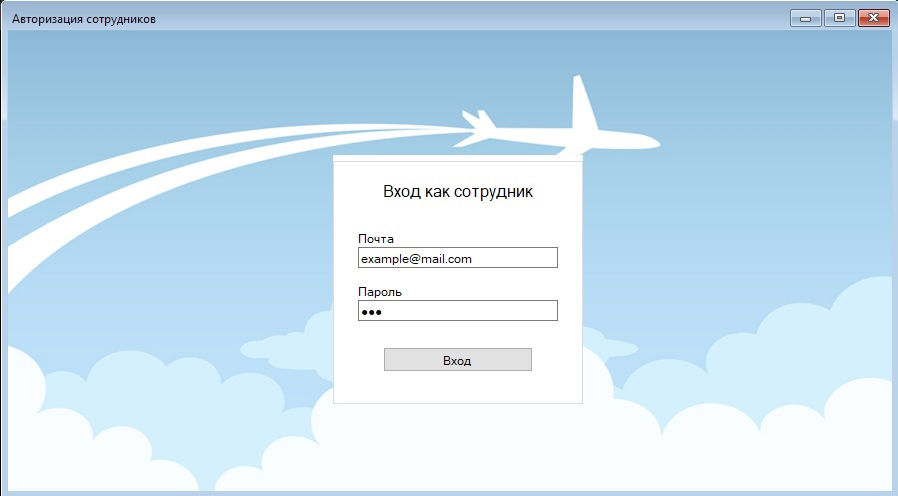 Авторизация сотрудников
Вход как сотрудник
Почта
example@mail.com
Пароль
●●●
Вход